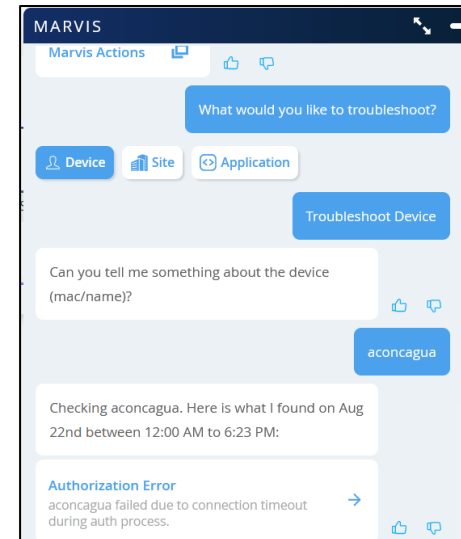 MARVIS
Marvis Actions
What would you like to troubleshoot?
Device
Site
Application
Troubleshoot Device
Can you tell me something about the device
(mac/name)?
aconcagua
Checking aconcagua. Here is what I found on Aug
22nd between 12:00 AM to 6:23 PM:
Authorization Error
aconcagua failed due to connection timeout
during auth process.